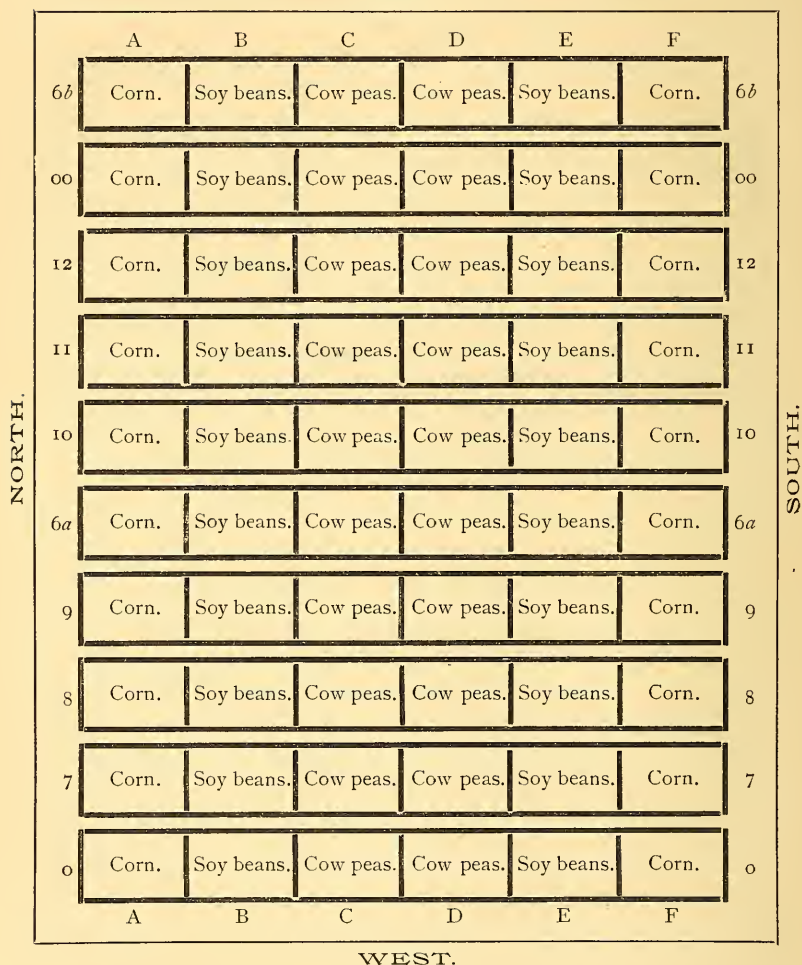 A B C D E F
6b Corn. Soy beans. Cow peas. Cow peas. Soy beans. Corn. 6b
00 Corn. Soy beans. Cow peas. Cow peas. Soy beans. Corn. 00
12 Corn. Soy beans. Cow peas. Cow peas. Soy beans. Corn. 12
11 Corn. Soy beans. Cow peas. Cow peas. Soy beans. Corn. 11
NORTH.
10 Corn. Soy beans. Cow peas. Cow peas. Soy beans. Corn. 10
SOUTH.
6a Corn. Soy beans. Cow peas. Cow peas. Soy beans. Corn. 6a
9 Corn. Soy beans. Cow peas. Cow peas. Soy beans. Corn. 9
8 Corn. Soy beans. Cow peas. Cow peas. Soy beans. Corn. 8
7 Corn. Soy beans. Cow peas. Cow peas. Soy beans. Corn. 7
0 Corn. Soy beans. Cow peas. Cow peas. Soy beans. Corn. 0
A B C D E F
WEST.